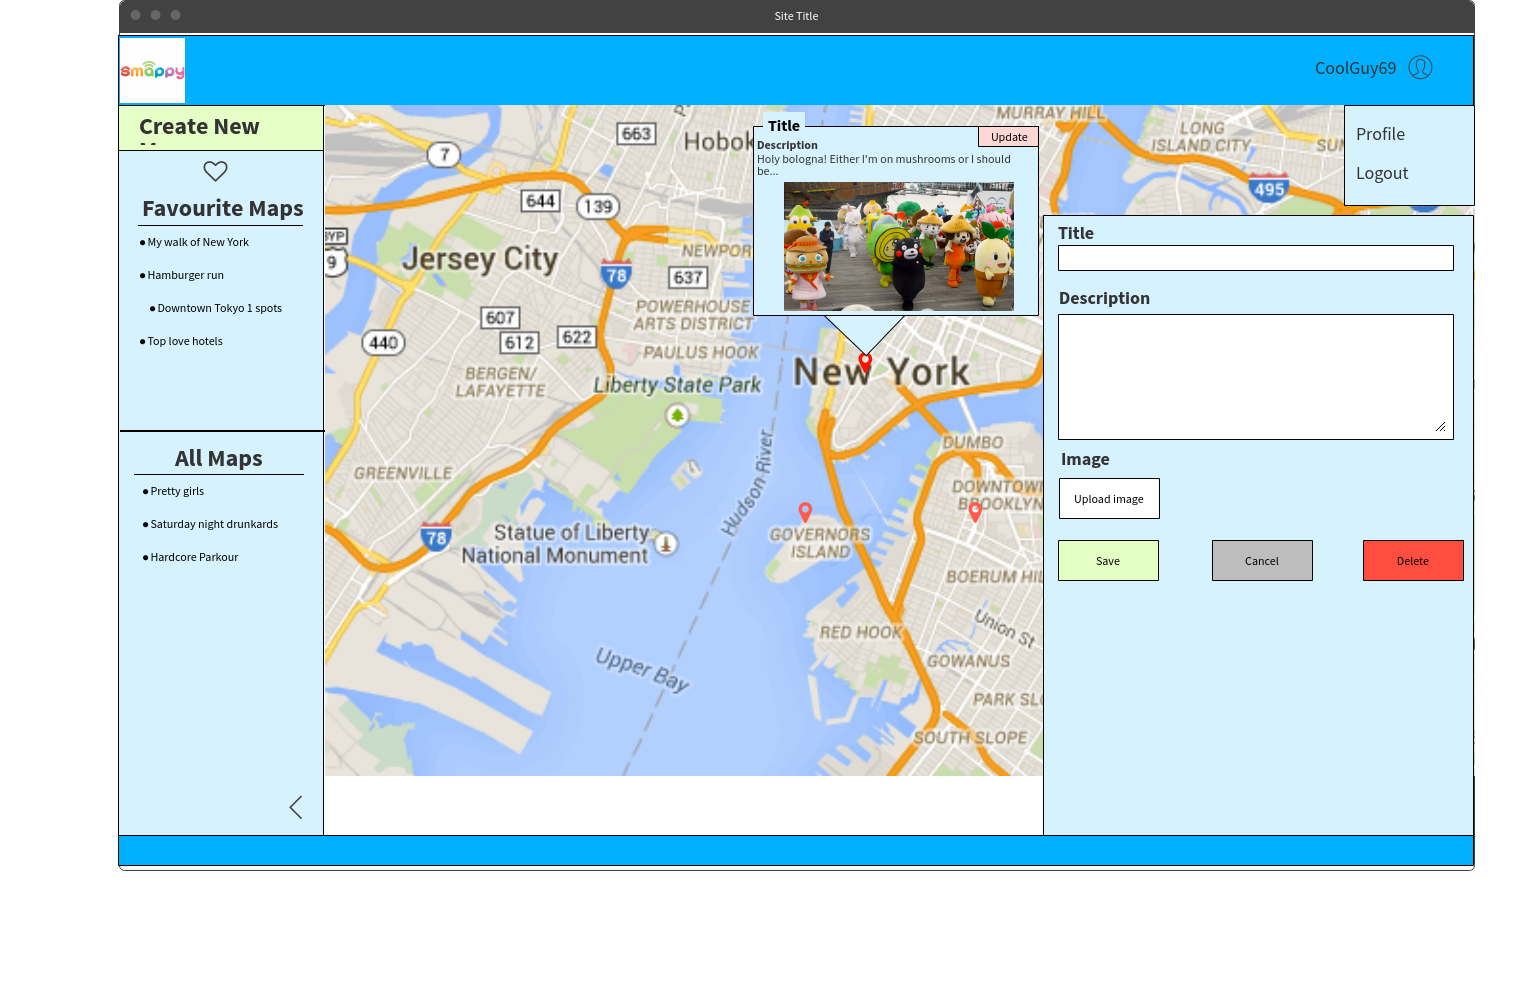 Site Title
smappy
CoolGuy69
Create New
Favourite Maps
My walk of New York
Hamburger run
Downtown Tokyo 1 spots
Top love hotels
All Maps
Pretty girls
Saturday night drunkards
Hardcore Parkour
Title
Update
Description
Holy bologna! Either I'm on mushrooms or I should
be...
Profile
Logout
Title
Description
Image
Upload image
Save
Cancel
Delete
663
7
Hobok
MURRAY HILL
LONG
ISLAND CITY
SUN
495
644
139
9
Jersey City
NEWPOR
78
637
POWERHOUSE
ARTS DISTRICT
607
612
622
440
PAULUS HOOK
BERGEN/
LAFAYETTE
Liberty State Park
New York
GREENVILLE
Hudson River
DUMBO
DOWNTOWN
BROOKLYN
78
Statue of Liberty
National Monument
GOVERNORS
ISLAND
BOERUM HIL
Union St
RED HOOK
GOWANUS
Upper Bay
PARK SL
SOUTH SLOPE